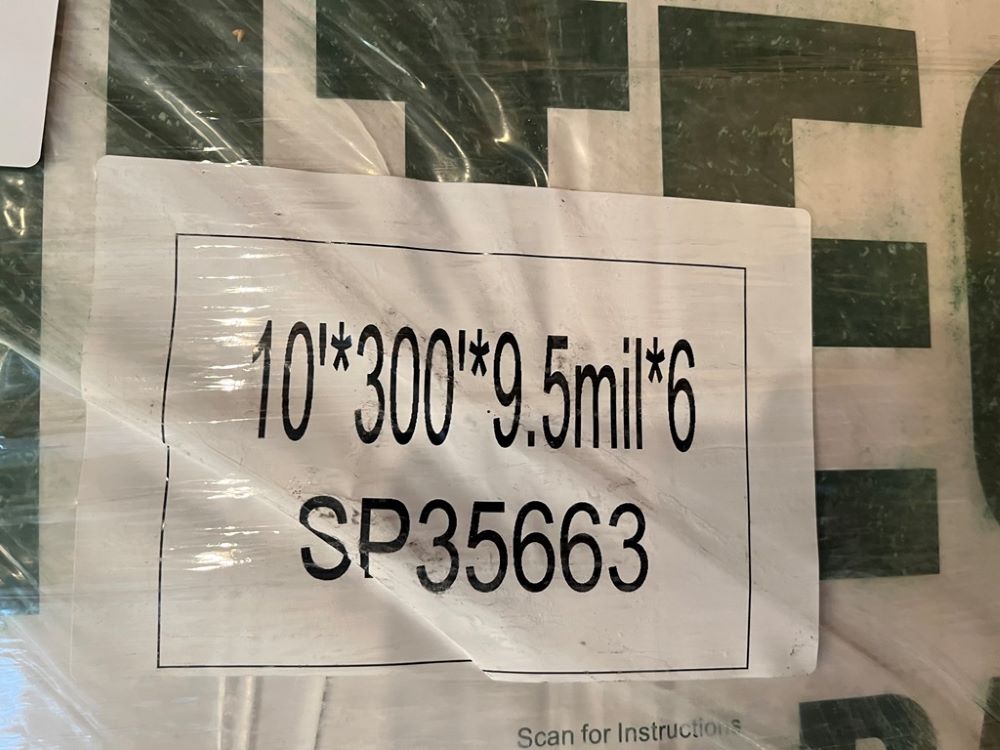 10'*300'*9.5mil*6
SP35663
Scan for Instructions